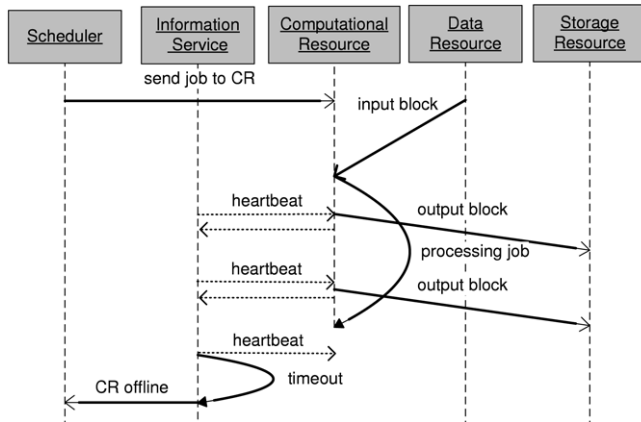 Scheduler
Information
Service
Computational
Resource
Data
Resource
Storage
Resource
send job to CR
input block
heartbeat
output block
processing job
heartbeat
output block
heartbeat
timeout
CR offline